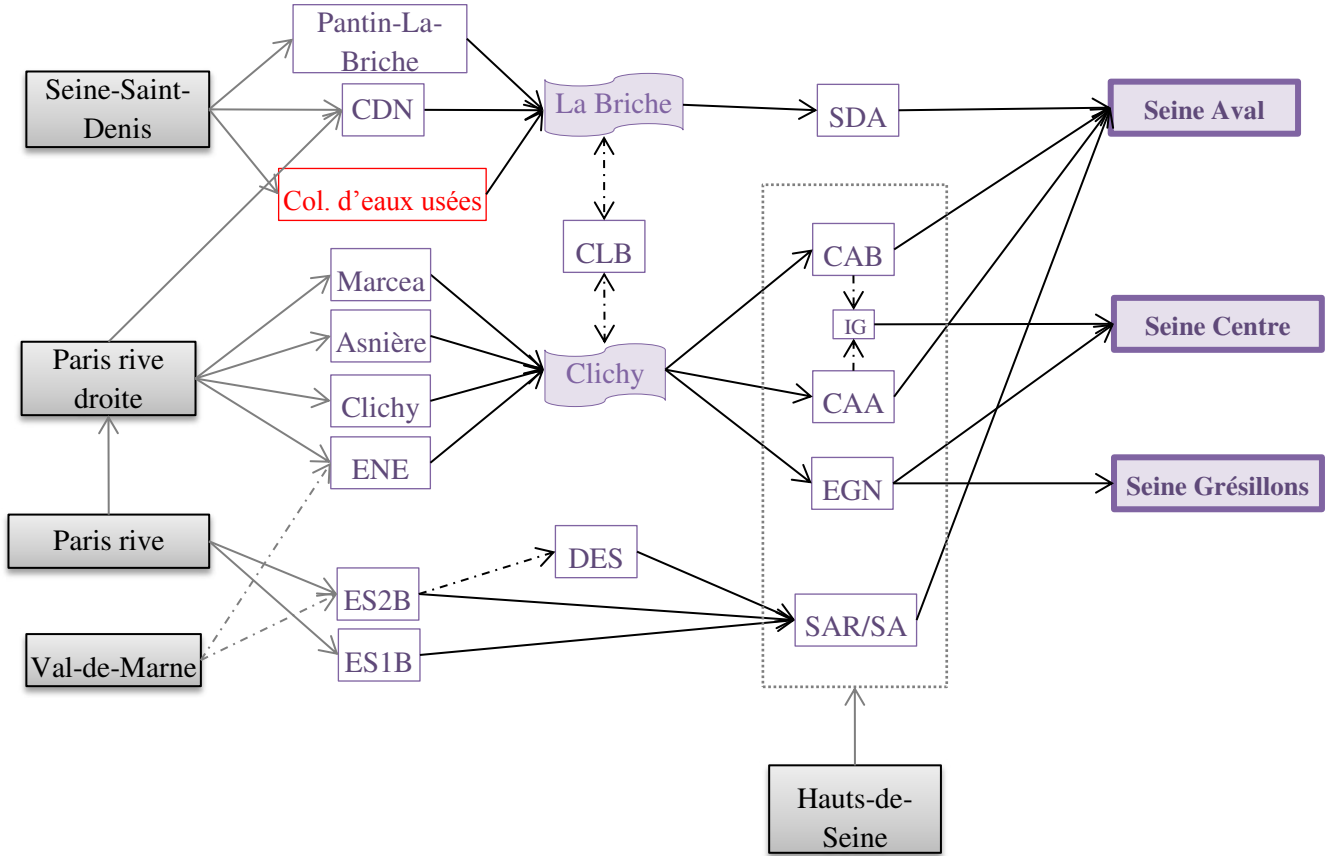 Pantin-La-
Briche
Seine-Saint-
Denis
CDN
La Briche
SDA
Seine Aval
Col. d'eaux usées
CLB
CAB
Marcea
IG
Seine Centre
Asnière
Paris rive
droite
Clichy
CAA
Clichy
ENE
EGN
Seine Grésillons
Paris rive
DES
ES2B
SAR/SA
Val-de-Marne
ES1B
Hauts-de-
Seine